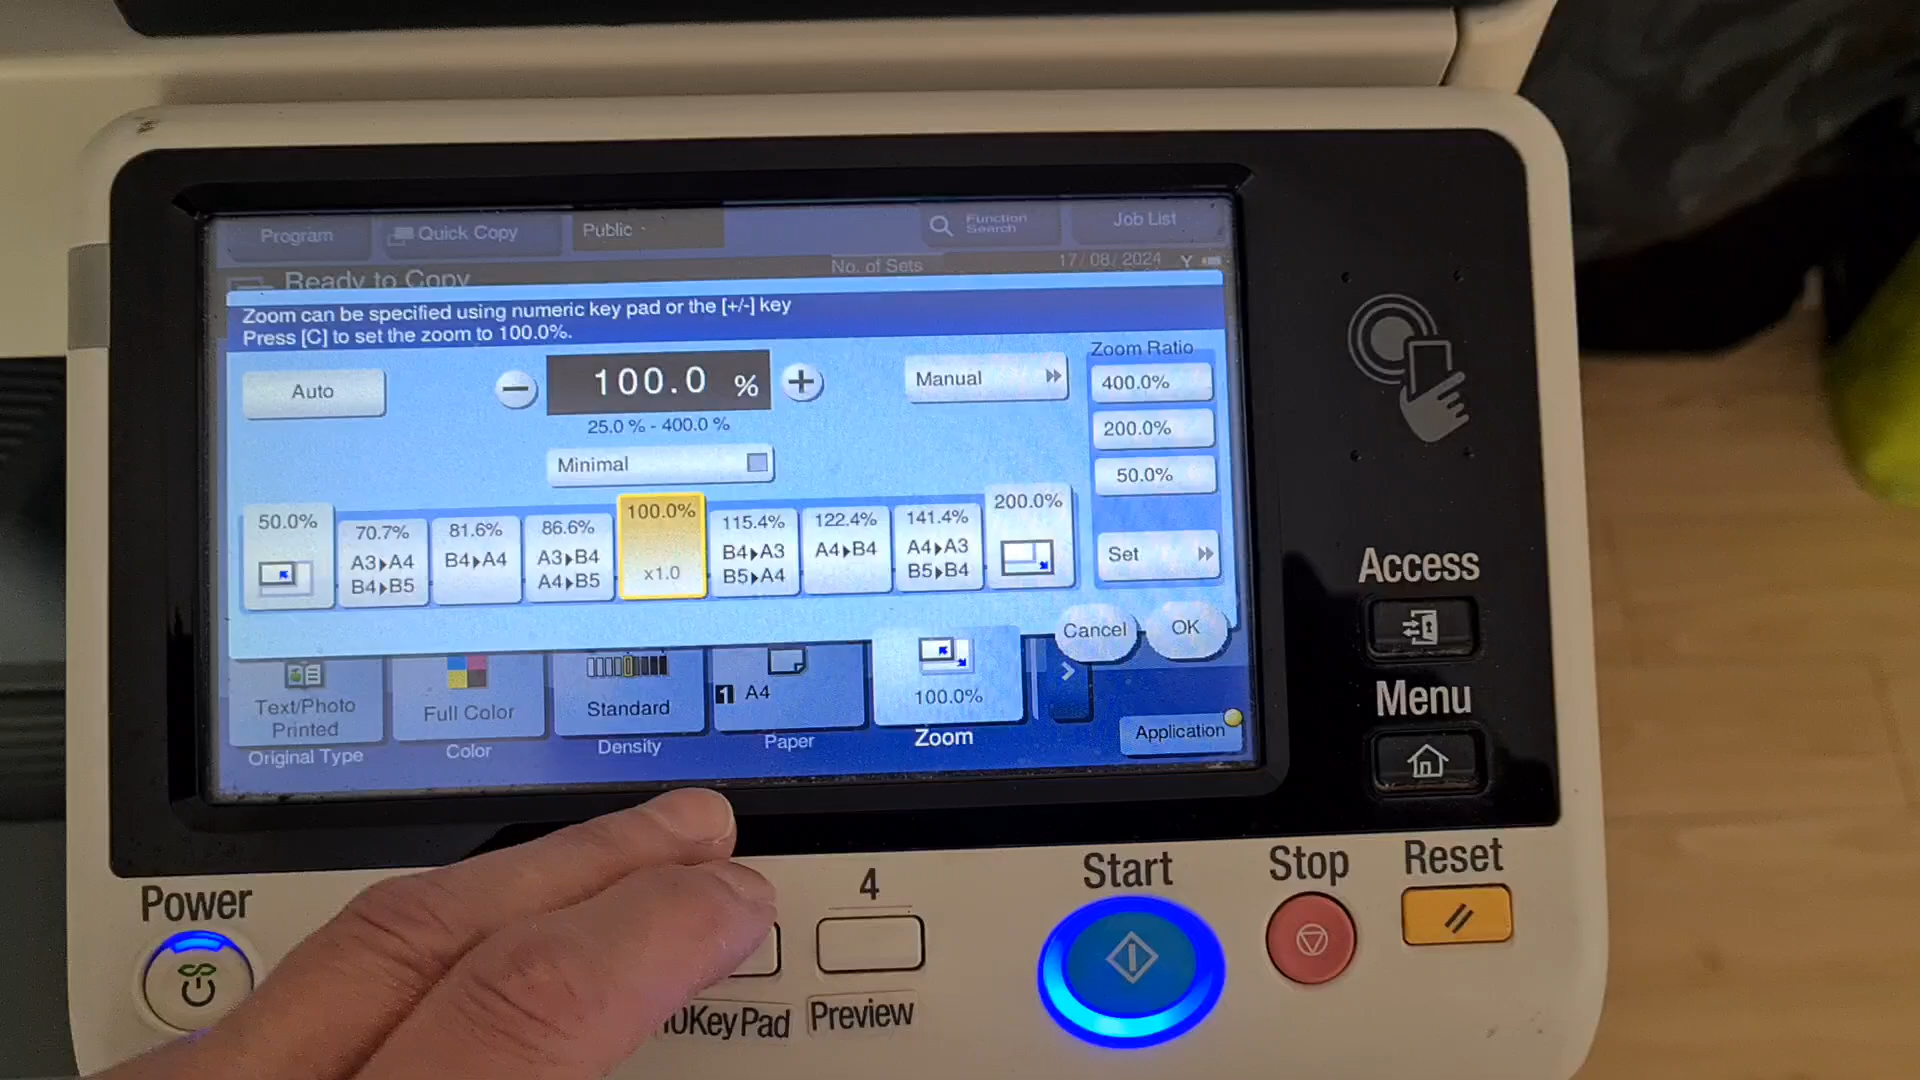 Program
Quick Copy
Public
Function Search
Job List
Ready to Copy
No. of Sets
17/08/2024
Zoom can be specified using numeric key pad or the [+/-] key
Press [C] to set the zoom to 100.0%.
Auto
−
100.0 %
+
25.0 % - 400.0 %
Minimal
Manual
Zoom Ratio
400.0%
200.0%
50.0%
Set
50.0%
70.7%
A3▸A4
B4▸B5
81.6%
B4▸A4
86.6%
A3▸B4
A4▸B5
100.0%
x1.0
115.4%
B4▸A3
B5▸A4
122.4%
A4▸B4
141.4%
A4▸A3
B5▸B4
200.0%
Cancel
OK
Text/Photo
Printed
Original Type
Full Color
Color
Standard
Density
1 A4
Paper
100.0%
Zoom
Application
Access
Menu
Power
4
KeyPad
Preview
Start
Stop
Reset